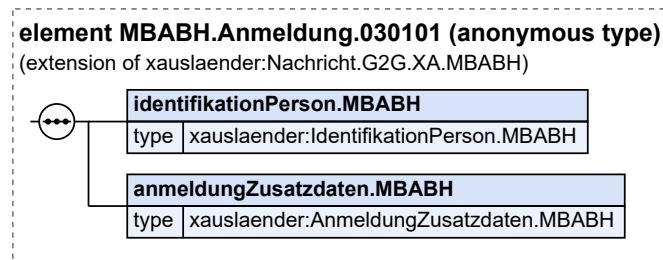 element MBABH.Anmeldung.030101 (anonymous type)
(extension of xauslaender:Nachricht.G2G.XA.MBABH)
identifikationPerson.MBABH
type xauslaender:IdentifikationPerson.MBABH
anmeldungZusatzdaten.MBABH
type xauslaender:AnmeldungZusatzdaten.MBABH